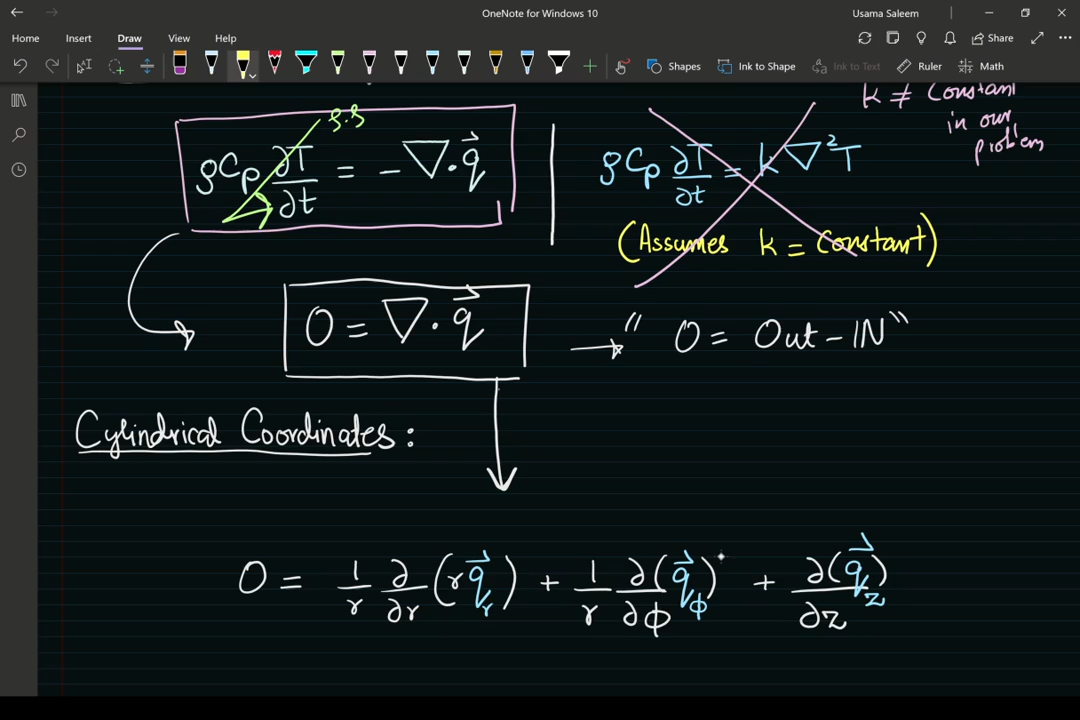 OneNote for Windows 10
Usama Saleem
Home Insert Draw View Help
Share
Shapes Ink to Shape Ink to Text Ruler Math
k ≠ Constant
in our
problem
S.S
ρCp ∂T/∂t = - ∇·q⃗
ρCp ∂T/∂t = k ∇²T
(Assumes k = Constant)
0 = ∇·q⃗
→ " 0 = Out - IN "
Cylindrical Coordinates:
0 = 1/r ∂/∂r (r q⃗r) + 1/r ∂(q⃗ϕ)/∂ϕ + ∂(q⃗z)/∂z